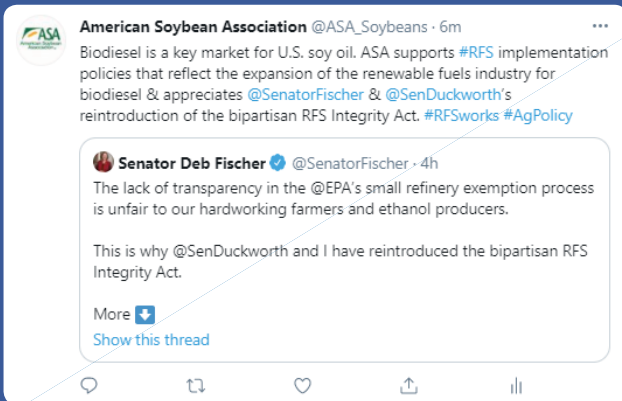 American Soybean Association @ASA_Soybeans · 6m
Biodiesel is a key market for U.S. soy oil. ASA supports #RFS implementation
policies that reflect the expansion of the renewable fuels industry for
biodiesel & appreciates @SenatorFischer & @SenDuckworth's
reintroduction of the bipartisan RFS Integrity Act. #RFSworks #AgPolicy
Senator Deb Fischer @SenatorFischer · 4h
The lack of transparency in the @EPA's small refinery exemption process
is unfair to our hardworking farmers and ethanol producers.
This is why @SenDuckworth and I have reintroduced the bipartisan RFS
Integrity Act.
More
Show this thread
ASA